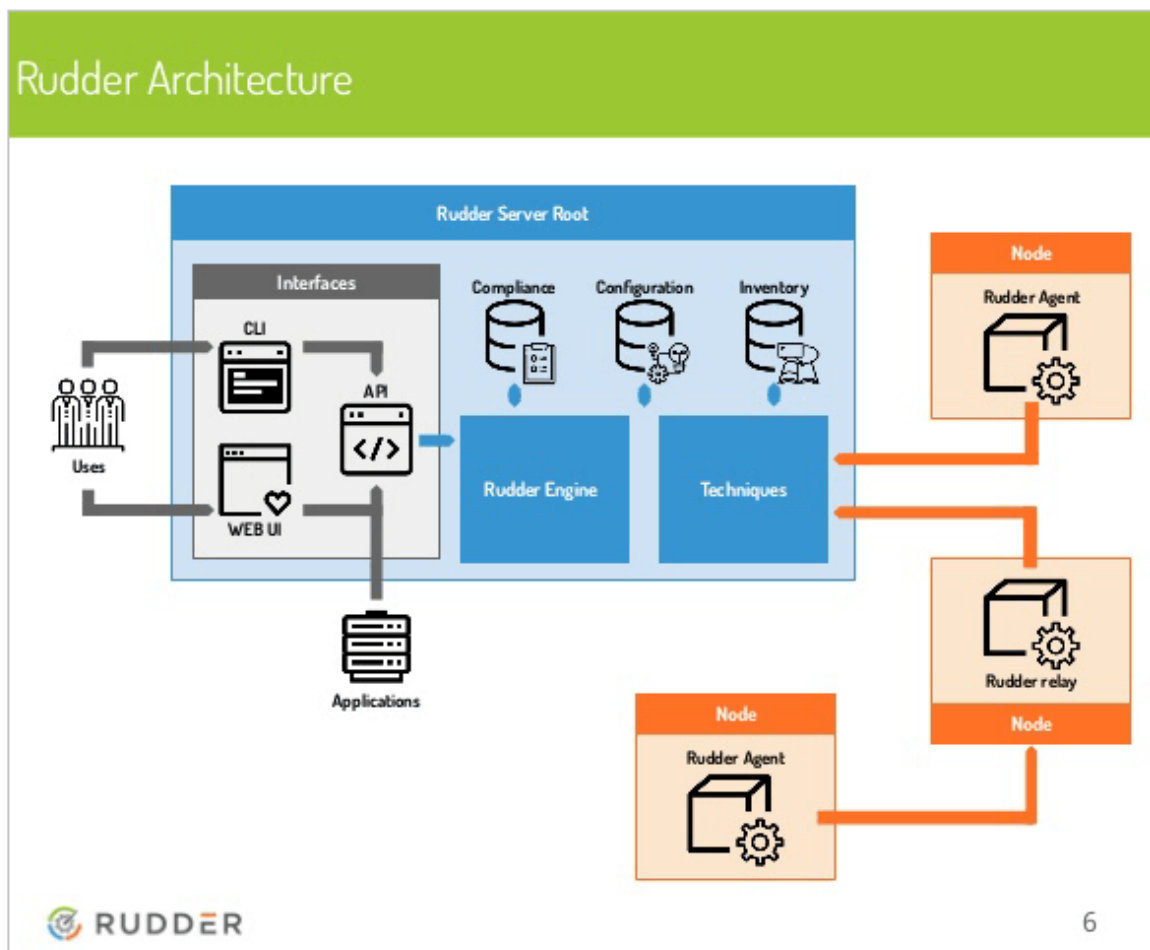 Rudder Architecture
Rudder Server Root
Interfaces
CLI
API
</>
WEB UI
Uses
Applications
Compliance
Configuration
Inventory
Rudder Engine
Techniques
Node
Rudder Agent
Rudder relay
Node
Node
Rudder Agent
RUDDER
6